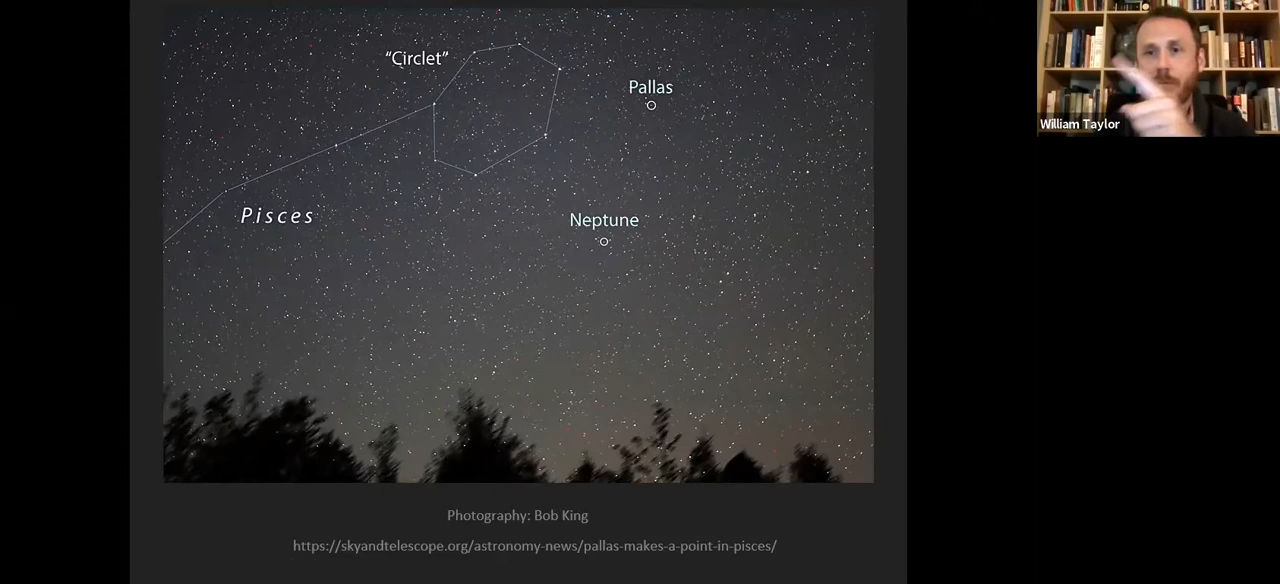 “Circlet”
Pallas
William Taylor
Pisces
Neptune
Photography: Bob King
https://skyandtelescope.org/astronomy-news/pallas-makes-a-point-in-pisces/